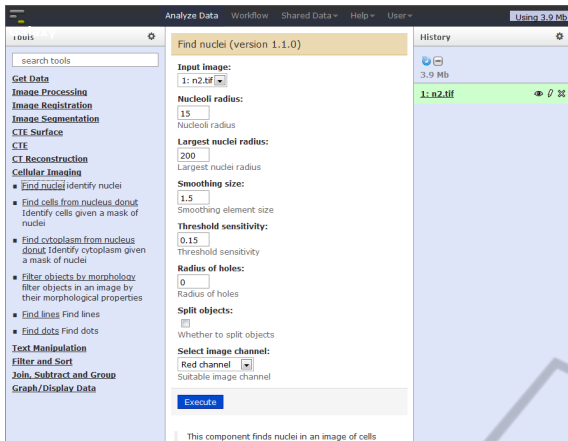 Analyze Data Workflow Shared Data Help User
Using 3.9 Mb
Tools
search tools
Get Data
Image Processing
Image Registration
Image Segmentation
CTE Surface
CTE
CT Reconstruction
Cellular Imaging
Find nuclei identify nuclei
Find cells from nucleus donut
Identify cells given a mask of
nuclei
Find cytoplasm from nucleus
donut Identify cytoplasm given
a mask of nuclei
Filter objects by morphology
filter objects in an image by
their morphological properties
Find lines Find lines
Find dots Find dots
Text Manipulation
Filter and Sort
Join, Subtract and Group
Graph/Display Data
Find nuclei (version 1.1.0)
Input image:
1: n2.tif
Nucleoli radius:
15
Nucleoli radius
Largest nuclei radius:
200
Largest nuclei radius
Smoothing size:
1.5
Smoothing element size
Threshold sensitivity:
0.15
Threshold sensitivity
Radius of holes:
0
Radius of holes
Split objects:
Whether to split objects
Select image channel:
Red channel
Suitable image channel
Execute
This component finds nuclei in an image of cells
History
3.9 Mb
1: n2.tif